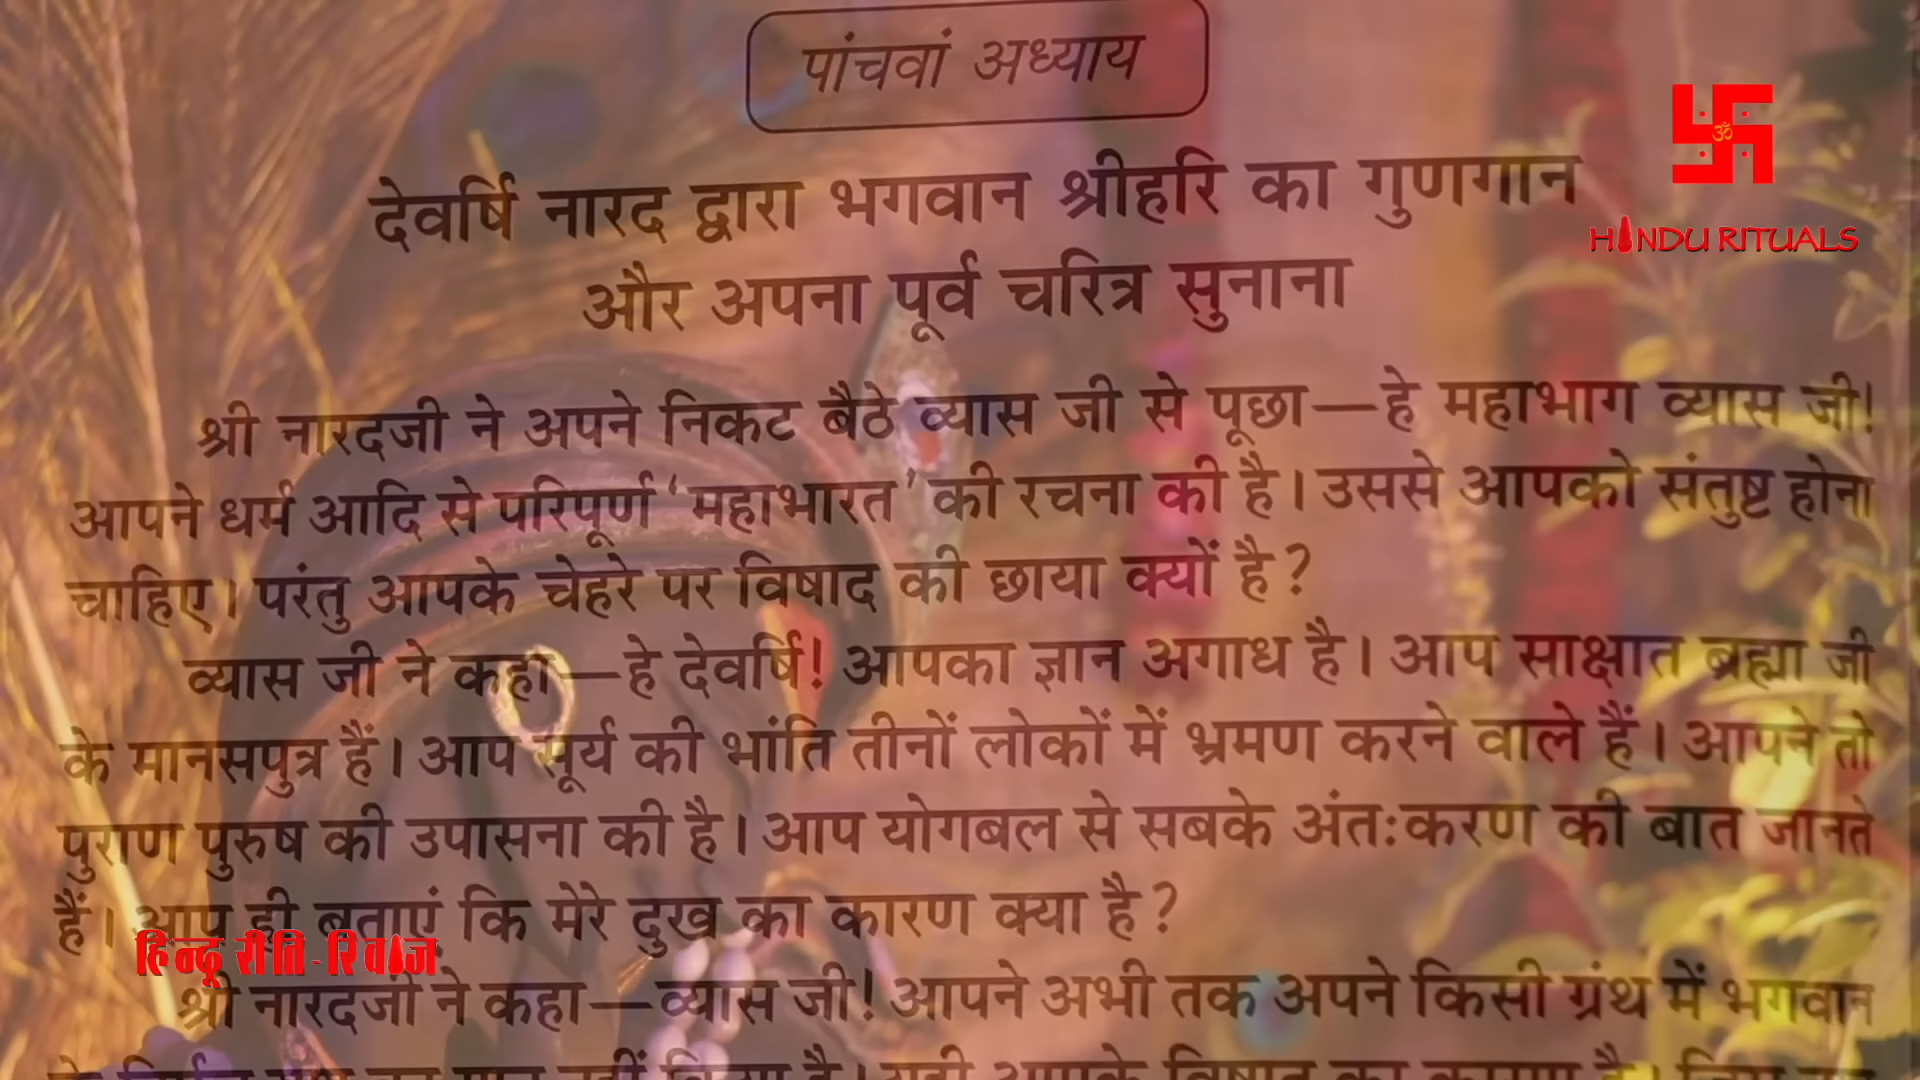 पांचवां अध्याय
देवर्षि नारद द्वारा भगवान श्रीहरि का गुणगान
और अपना पूर्व चरित्र सुनाना
ॐ
HINDU RITUALS
श्री नारदजी ने अपने निकट बैठे व्यास जी से पूछा—हे महाभाग व्यास जी!
आपने धर्म आदि से परिपूर्ण ‘महाभारत’ की रचना की है। उससे आपको संतुष्ट होना
चाहिए। परंतु आपके चेहरे पर विषाद की छाया क्यों है?
व्यास जी ने कहा—हे देवर्षि! आपका ज्ञान अगाध है। आप साक्षात ब्रह्मा जी
के मानसपुत्र हैं। आप सूर्य की भांति तीनों लोकों में भ्रमण करने वाले हैं। आपने तो
पुराण पुरुष की उपासना की है। आप योगबल से सबके अंतःकरण की बात जानते
हैं। आप ही बताएं कि मेरे दुख का कारण क्या है?
हिन्दू रीति-रिवाज
श्री नारदजी ने कहा—व्यास जी! आपने अभी तक अपने किसी ग्रंथ में भगवान